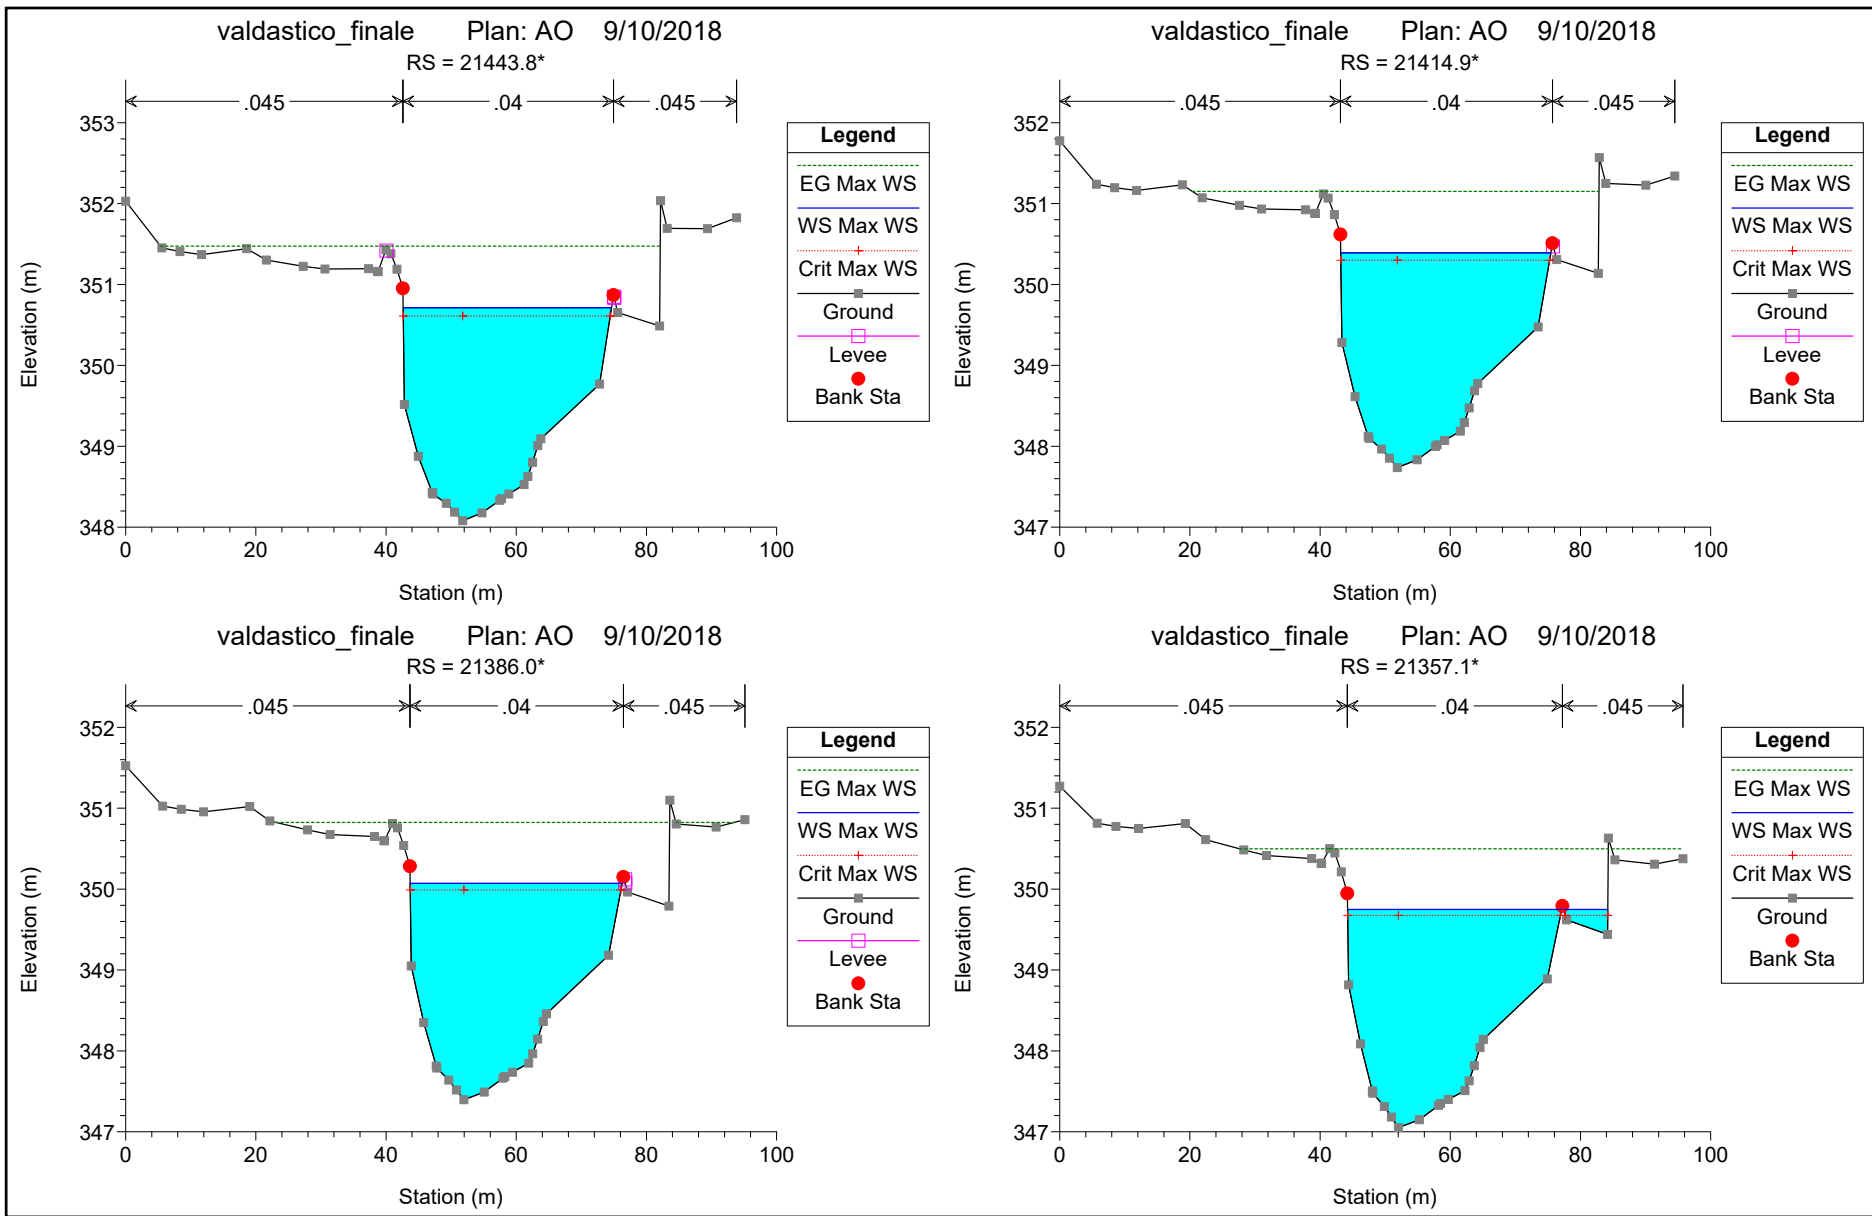 valdastico_finale Plan: AO 9/10/2018
RS = 21443.8*
.045 .04 .045
353
352
351
350
349
348
0 20 40 60 80 100
Elevation (m)
Station (m)
Legend
EG Max WS
WS Max WS
Crit Max WS
Ground
Levee
Bank Sta
valdastico_finale Plan: AO 9/10/2018
RS = 21414.9*
.045 .04 .045
352
351
350
349
348
347
0 20 40 60 80 100
Elevation (m)
Station (m)
Legend
EG Max WS
WS Max WS
Crit Max WS
Ground
Levee
Bank Sta
valdastico_finale Plan: AO 9/10/2018
RS = 21386.0*
.045 .04 .045
352
351
350
349
348
347
0 20 40 60 80 100
Elevation (m)
Station (m)
Legend
EG Max WS
WS Max WS
Crit Max WS
Ground
Levee
Bank Sta
valdastico_finale Plan: AO 9/10/2018
RS = 21357.1*
.045 .04 .045
352
351
350
349
348
347
0 20 40 60 80 100
Elevation (m)
Station (m)
Legend
EG Max WS
WS Max WS
Crit Max WS
Ground
Bank Sta